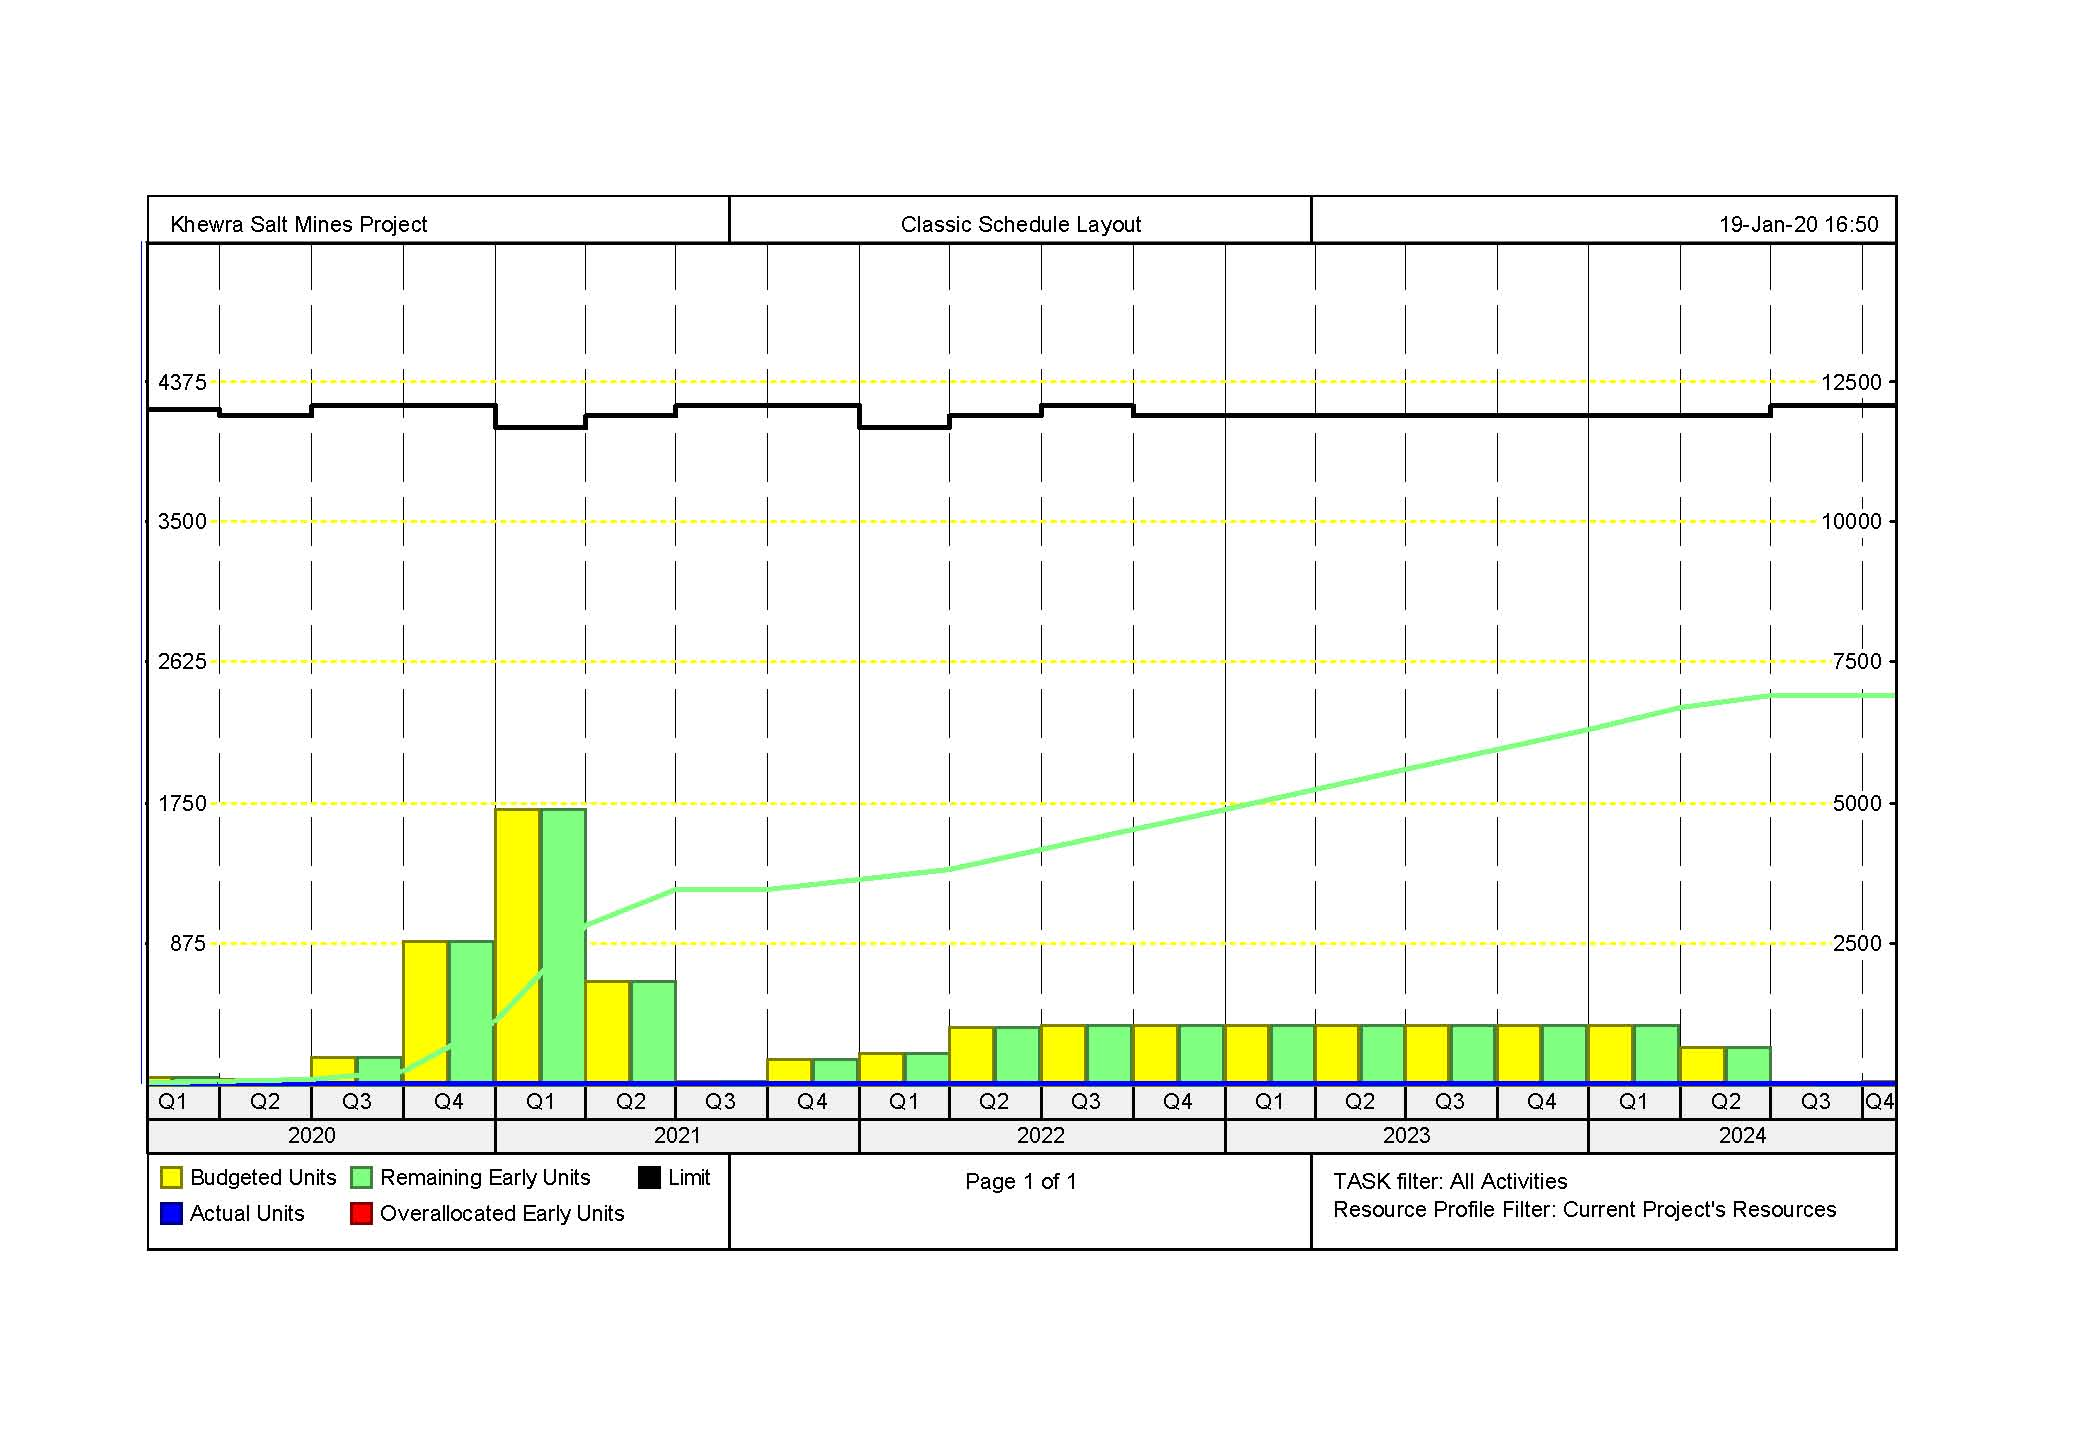 Khewra Salt Mines Project
Classic Schedule Layout
19-Jan-20 16:50
4375
12500
3500
10000
2625
7500
1750
5000
875
2500
Q1 Q2 Q3 Q4 Q1 Q2 Q3 Q4 Q1 Q2 Q3 Q4 Q1 Q2 Q3 Q4 Q1 Q2 Q3 Q4
2020 2021 2022 2023 2024
Budgeted Units Remaining Early Units Limit
Actual Units Overallocated Early Units
Page 1 of 1
TASK filter: All Activities
Resource Profile Filter: Current Project's Resources